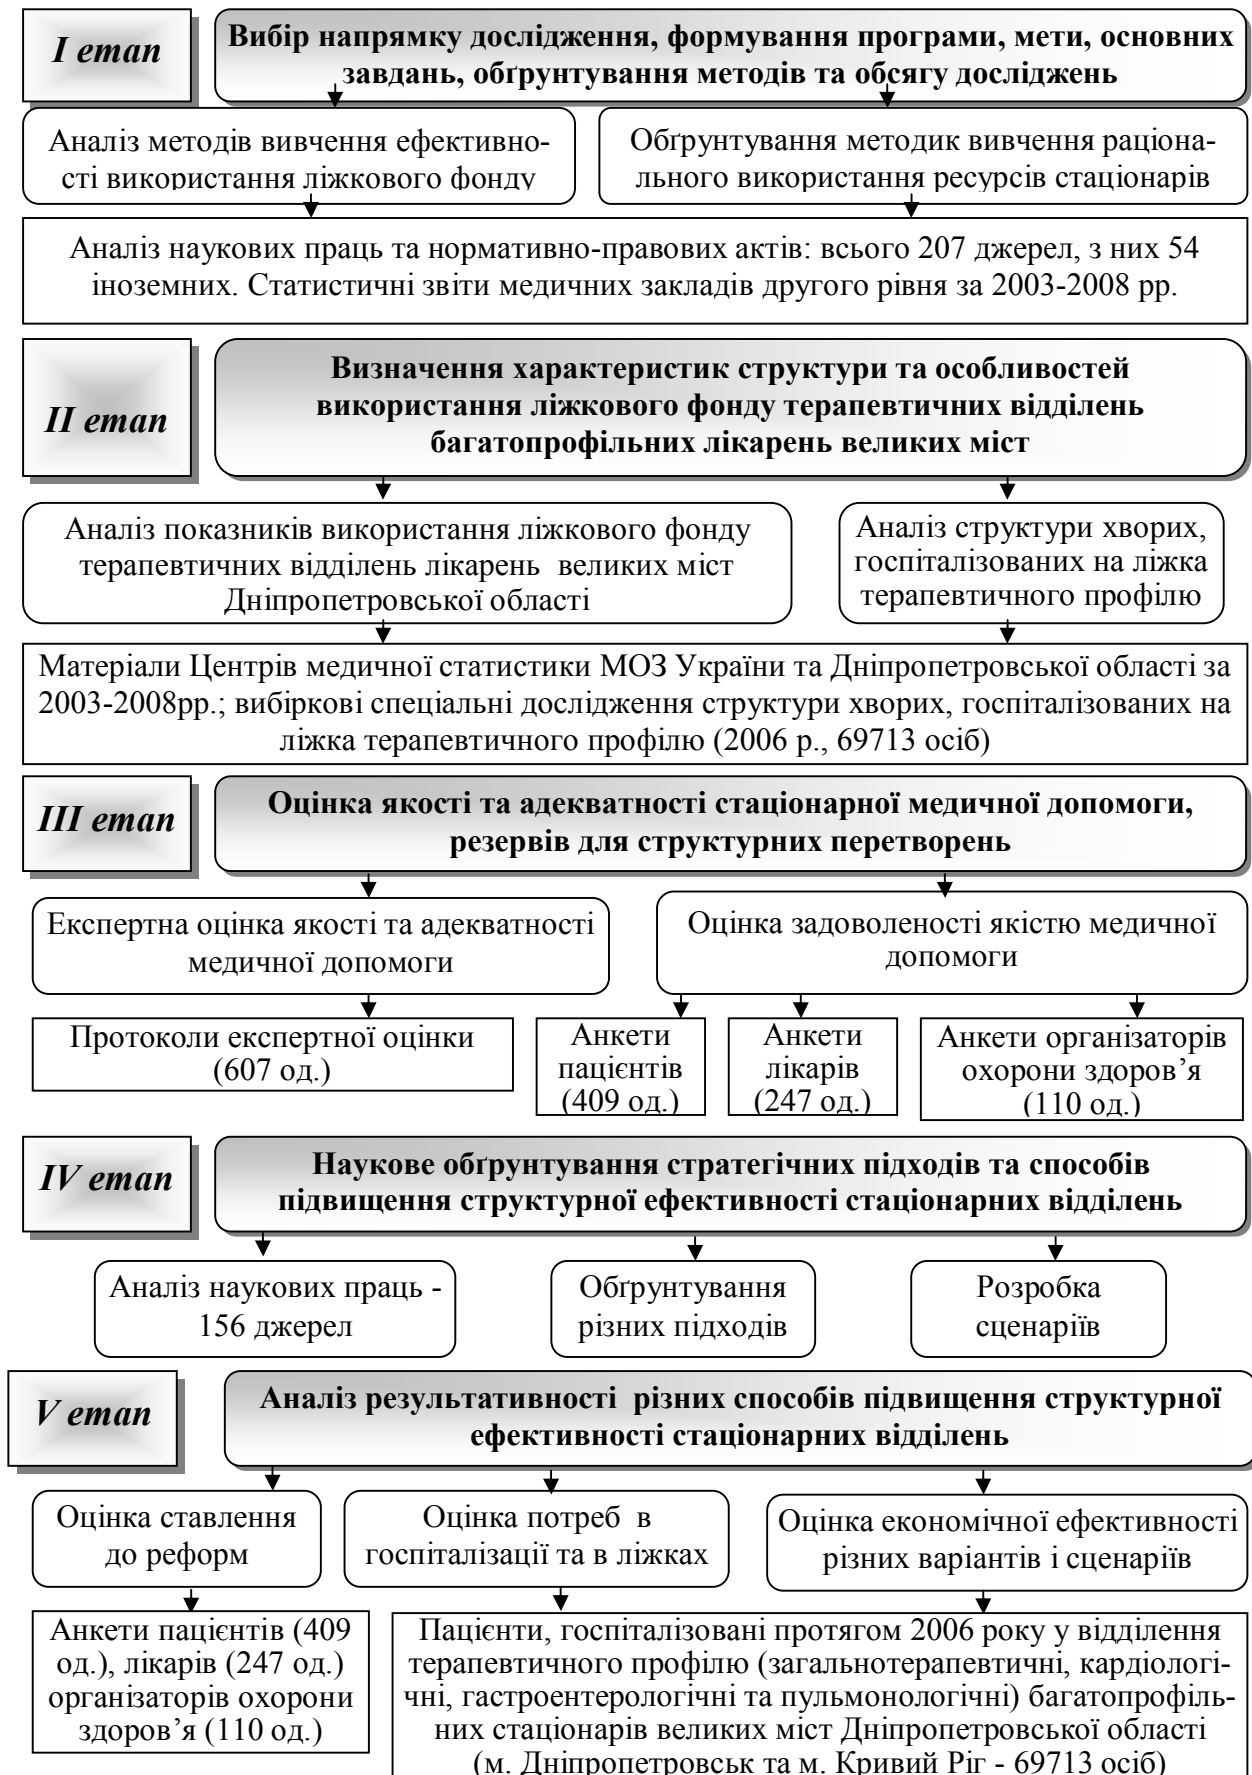 I етап
Вибір напрямку дослідження, формування програми, мети, основних
завдань, обґрунтування методів та обсягу досліджень
Аналіз методів вивчення ефективно-
сті використання ліжкового фонду
Обґрунтування методик вивчення раціона-
льного використання ресурсів стаціонарів
Аналіз наукових праць та нормативно-правових актів: всього 207 джерел, з них 54
іноземних. Статистичні звіти медичних закладів другого рівня за 2003-2008 рр.
II етап
Визначення характеристик структури та особливостей
використання ліжкового фонду терапевтичних відділень
багатопрофільних лікарень великих міст
Аналіз показників використання ліжкового фонду
терапевтичних відділень лікарень великих міст
Дніпропетровської області
Аналіз структури хворих,
госпіталізованих на ліжка
терапевтичного профілю
Матеріали Центрів медичної статистики МОЗ України та Дніпропетровської області за
2003-2008рр.; вибіркові спеціальні дослідження структури хворих, госпіталізованих на
ліжка терапевтичного профілю (2006 р., 69713 осіб)
III етап
Оцінка якості та адекватності стаціонарної медичної допомоги,
резервів для структурних перетворень
Експертна оцінка якості та адекватності
медичної допомоги
Оцінка задоволеності якістю медичної
допомоги
Протоколи експертної оцінки
(607 од.)
Анкети
пацієнтів
(409 од.)
Анкети
лікарів
(247 од.)
Анкети організаторів
охорони здоров’я
(110 од.)
IV етап
Наукове обґрунтування стратегічних підходів та способів
підвищення структурної ефективності стаціонарних відділень
Аналіз наукових праць -
156 джерел
Обґрунтування
різних підходів
Розробка
сценаріїв
V етап
Аналіз результативності різних способів підвищення структурної
ефективності стаціонарних відділень
Оцінка ставлення
до реформ
Оцінка потреб в
госпіталізації та в ліжках
Оцінка економічної ефективності
різних варіантів і сценаріїв
Анкети пацієнтів (409
од.), лікарів (247 од.)
організаторів охорони
здоров’я (110 од.)
Пацієнти, госпіталізовані протягом 2006 року у відділення
терапевтичного профілю (загальнотерапевтичні, кардіологі-
чні, гастроентерологічні та пульмонологічні) багатопрофіль-
них стаціонарів великих міст Дніпропетровської області
(м. Дніпропетровськ та м. Кривий Ріг - 69713 осіб)